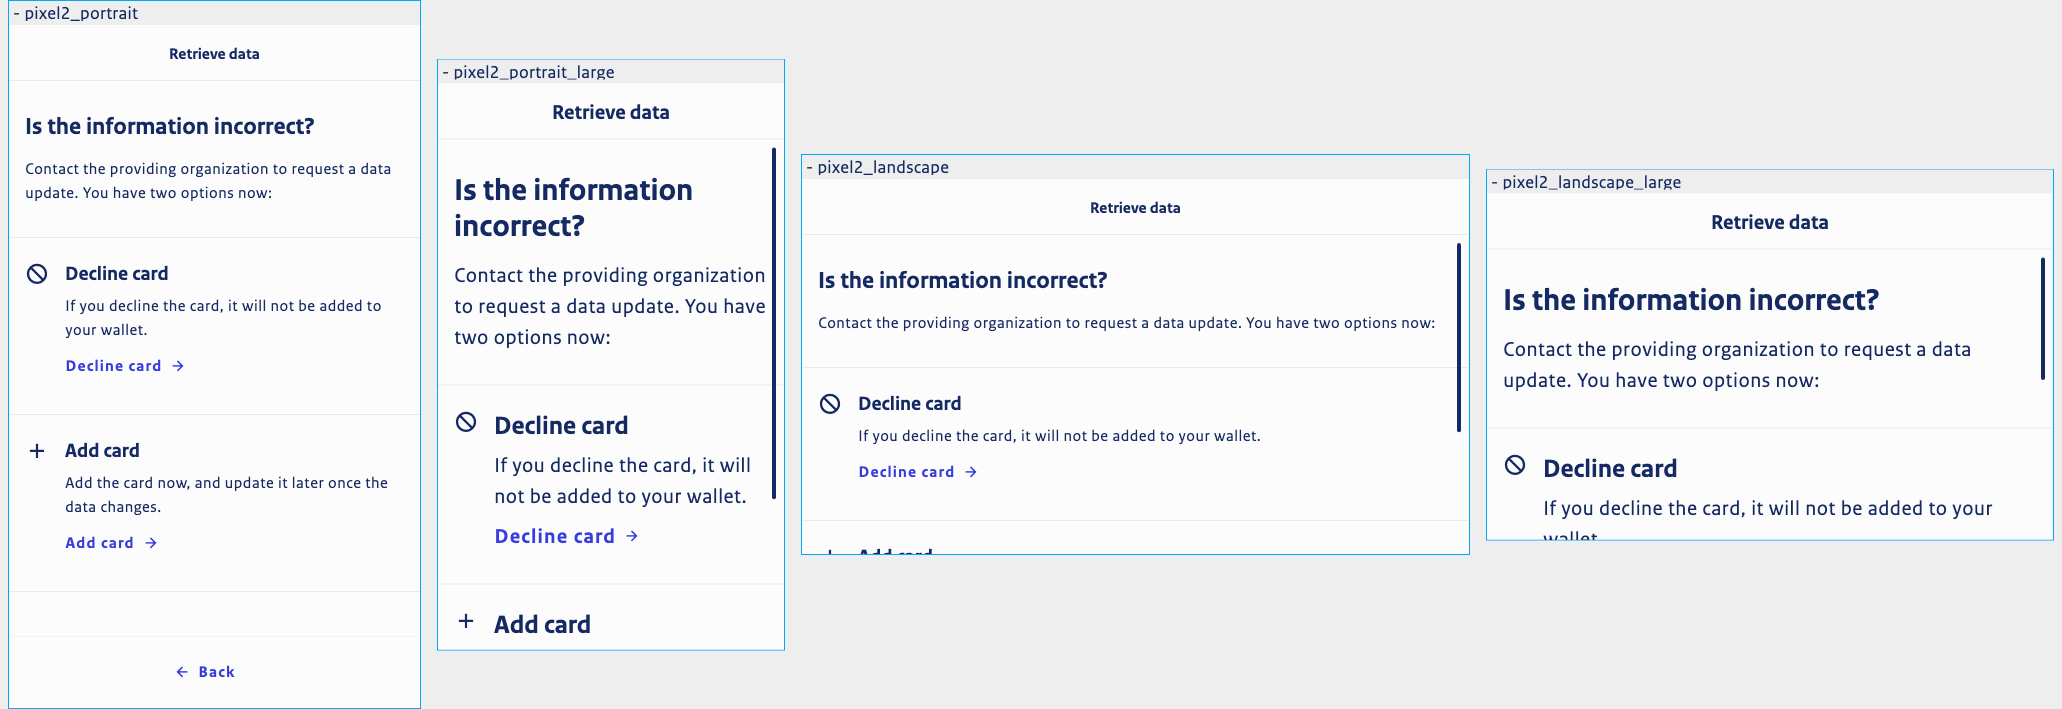 - pixel2_portrait
Retrieve data
Is the information incorrect?
Contact the providing organization to request a data
update. You have two options now:
Decline card
If you decline the card, it will not be added to
your wallet.
Decline card →
Add card
Add the card now, and update it later once the
data changes.
Add card →
← Back
- pixel2_portrait_large
Retrieve data
Is the information
incorrect?
Contact the providing organization
to request a data update. You have
two options now:
Decline card
If you decline the card, it will
not be added to your wallet.
Decline card →
Add card
- pixel2_landscape
Retrieve data
Is the information incorrect?
Contact the providing organization to request a data update. You have two options now:
Decline card
If you decline the card, it will not be added to your wallet.
Decline card →
Add card
- pixel2_landscape_large
Retrieve data
Is the information incorrect?
Contact the providing organization to request a data
update. You have two options now:
Decline card
If you decline the card, it will not be added to your
wallet.